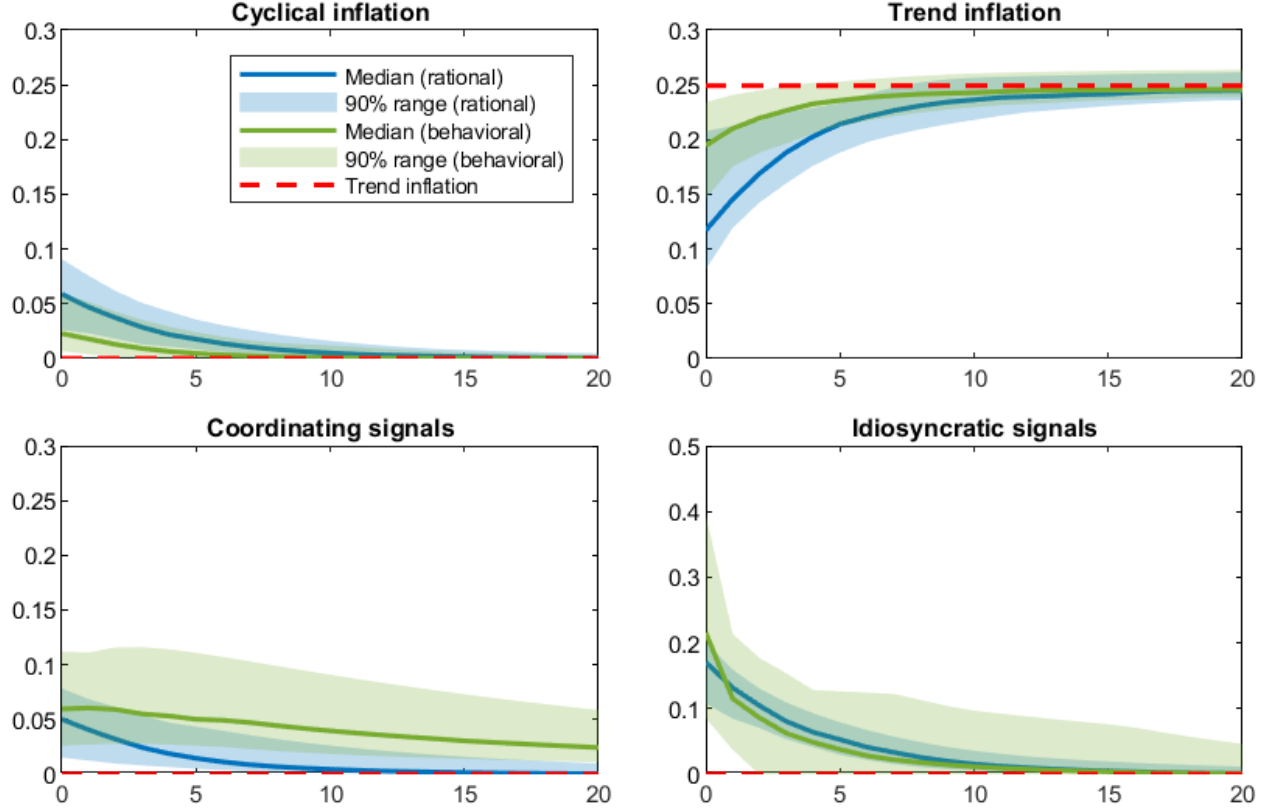 Cyclical inflation
0.3
0.25
0.2
0.15
0.1
0.05
0
0 5 10 15 20
Median (rational)
90% range (rational)
Median (behavioral)
90% range (behavioral)
Trend inflation
Trend inflation
0.3
0.25
0.2
0.15
0.1
0.05
0
0 5 10 15 20
Coordinating signals
0.3
0.25
0.2
0.15
0.1
0.05
0
0 5 10 15 20
Idiosyncratic signals
0.5
0.4
0.3
0.2
0.1
0
0 5 10 15 20